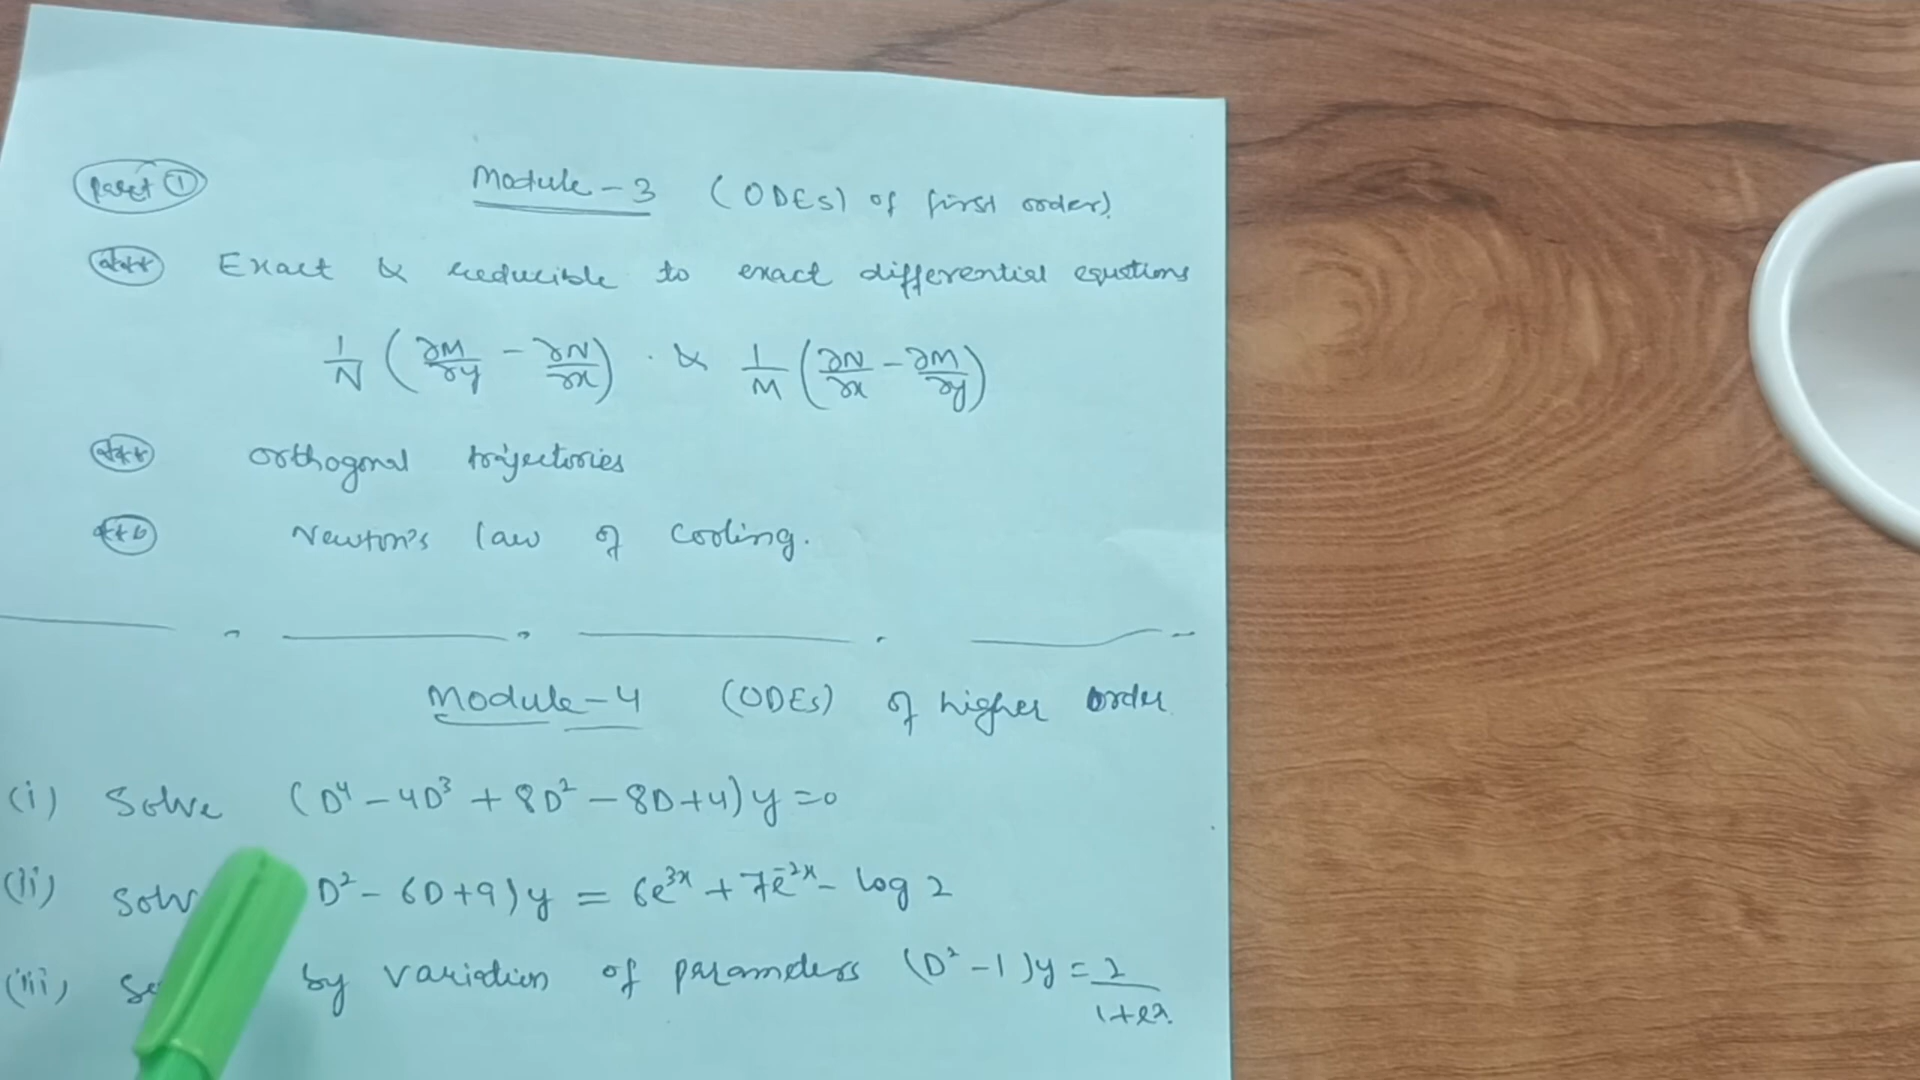 Part ①
Module-3 (ODEs) of first order).
*** Exact & reducible to exact differential equstions
1/N (∂M/∂y - ∂N/∂x) . & 1/M (∂N/∂x - ∂M/∂y)
*** orthogonal trajectories
Newton's law of cooling.
Module-4 (ODEs) of higher order
(i) Solve (D⁴ - 4D³ + 8D² - 8D + 4) y = 0
(ii) D² - 6D + 9) y = 6e³ˣ + 7e⁻²ˣ - log 2
(iii) by variation of parameters (D² - 1) y = 2/(1+eˣ.